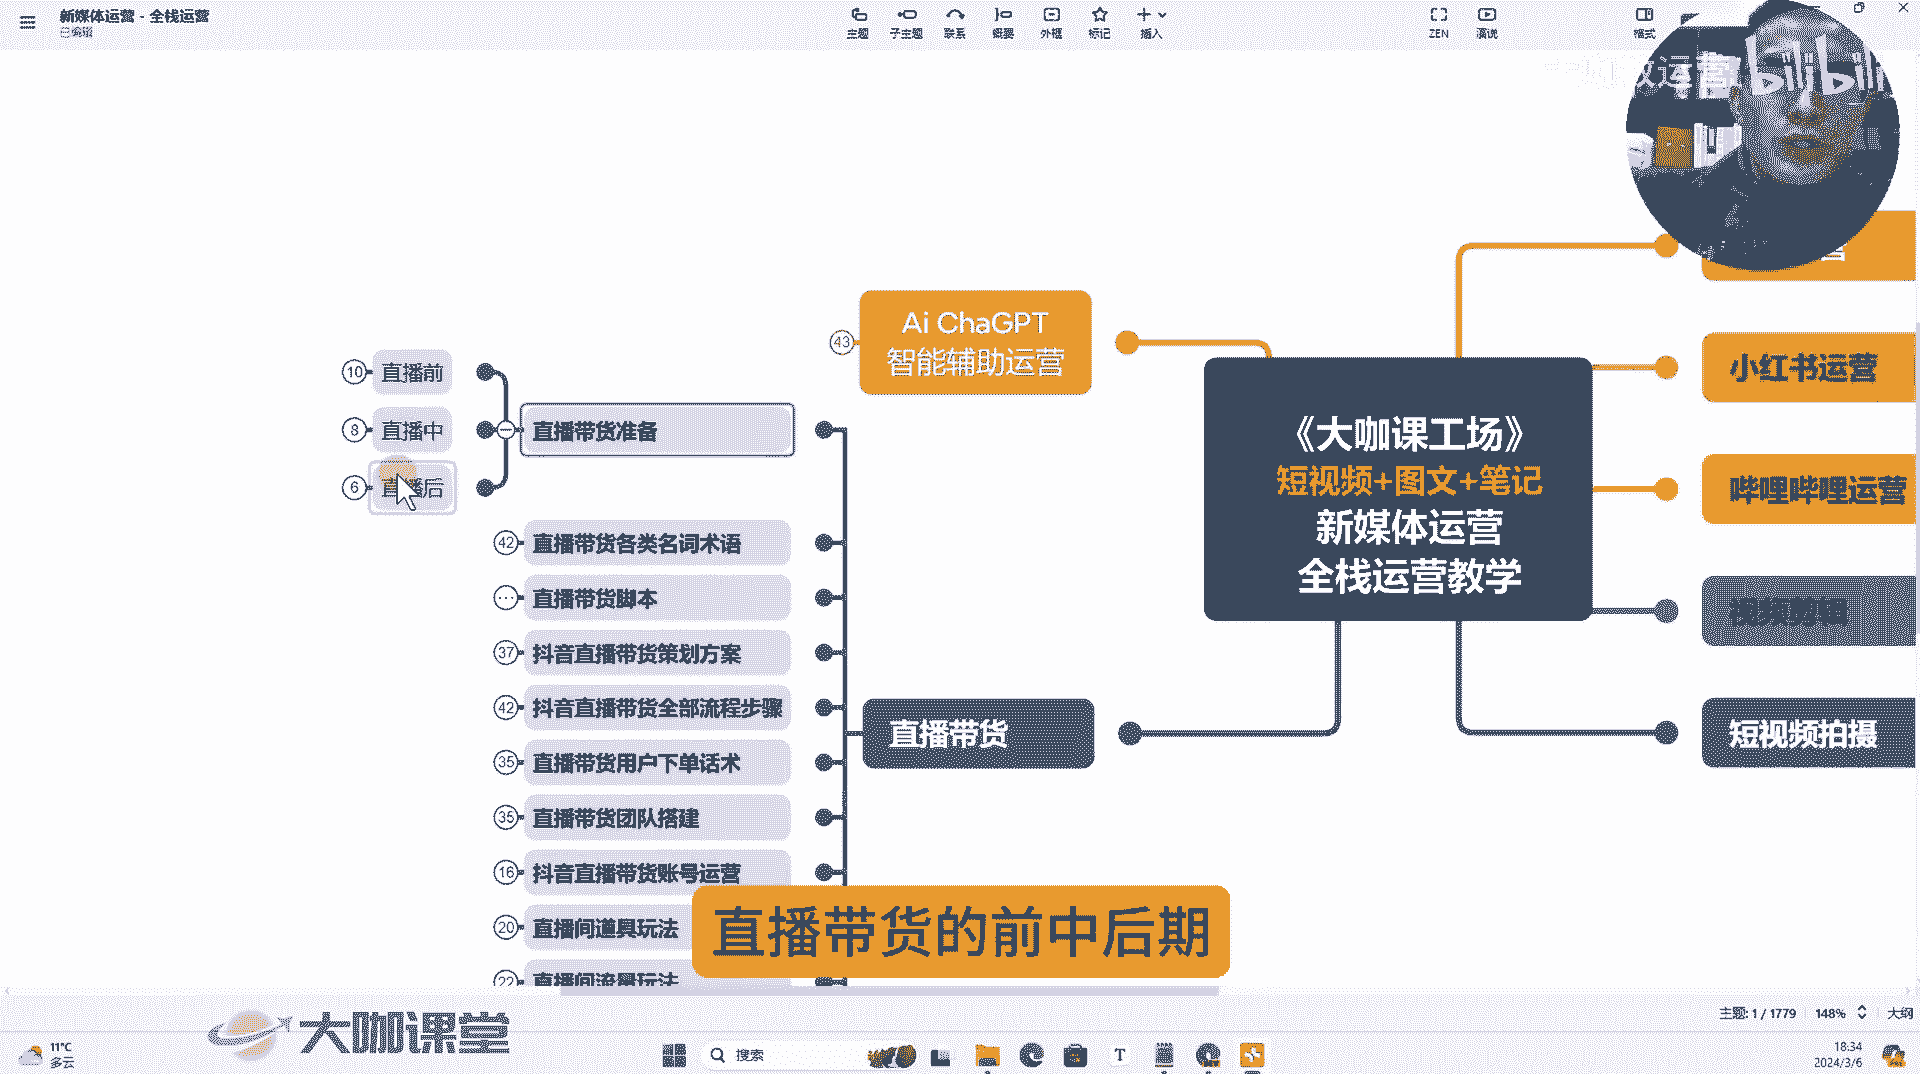 新媒体运营 - 全栈运营
已编辑
主题
子主题
联系
概要
外框
标记
插入
ZEN
演说
格式
bilibili
Ai ChaGPT
智能辅助运营
43
《大咖课工场》
短视频+图文+笔记
新媒体运营
全栈运营教学
小红书运营
哔哩哔哩运营
视频剪辑
短视频拍摄
直播带货
直播带货准备
10 直播前
8 直播中
6 直播后
42 直播带货各类名词术语
直播带货脚本
37 抖音直播带货策划方案
42 抖音直播带货全部流程步骤
35 直播带货用户下单话术
35 直播带货团队搭建
16 抖音直播带货账号运营
20 直播间道具玩法
22 直播间流量玩法
直播带货的前中后期
主题: 1 / 1779
148%
大纲
大咖课堂
11°C
多云
搜索
18:34
2024/3/6